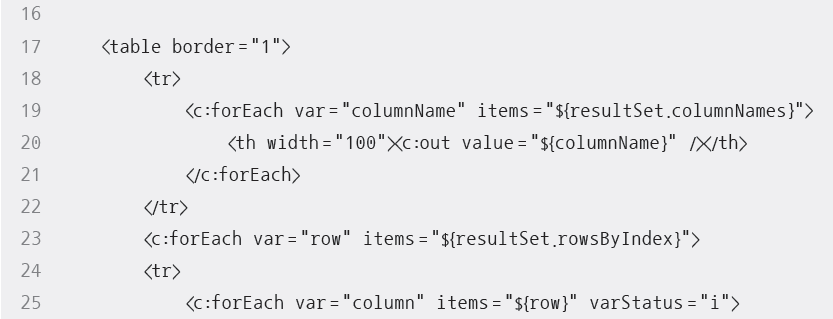 16
17 <table border="1">
18 <tr>
19 <c:forEach var="columnName" items="${resultSet.columnNames}">
20 <th width="100"><c:out value="${columnName}" /></th>
21 </c:forEach>
22 </tr>
23 <c:forEach var="row" items="${resultSet.rowsByIndex}">
24 <tr>
25 <c:forEach var="column" items="${row}" varStatus="i">